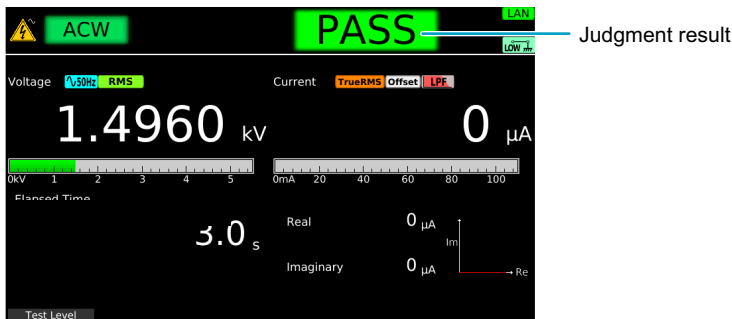 ACW
PASS
LAN
LOW
Judgment result
Voltage 50Hz RMS
Current TrueRMS Offset LPF
1.4960 kV
0 μA
0kV 1 2 3 4 5
0mA 20 40 60 80 100
Elapsed Time
3.0 s
Real 0 μA
Im
Imaginary 0 μA
Re
Test Level